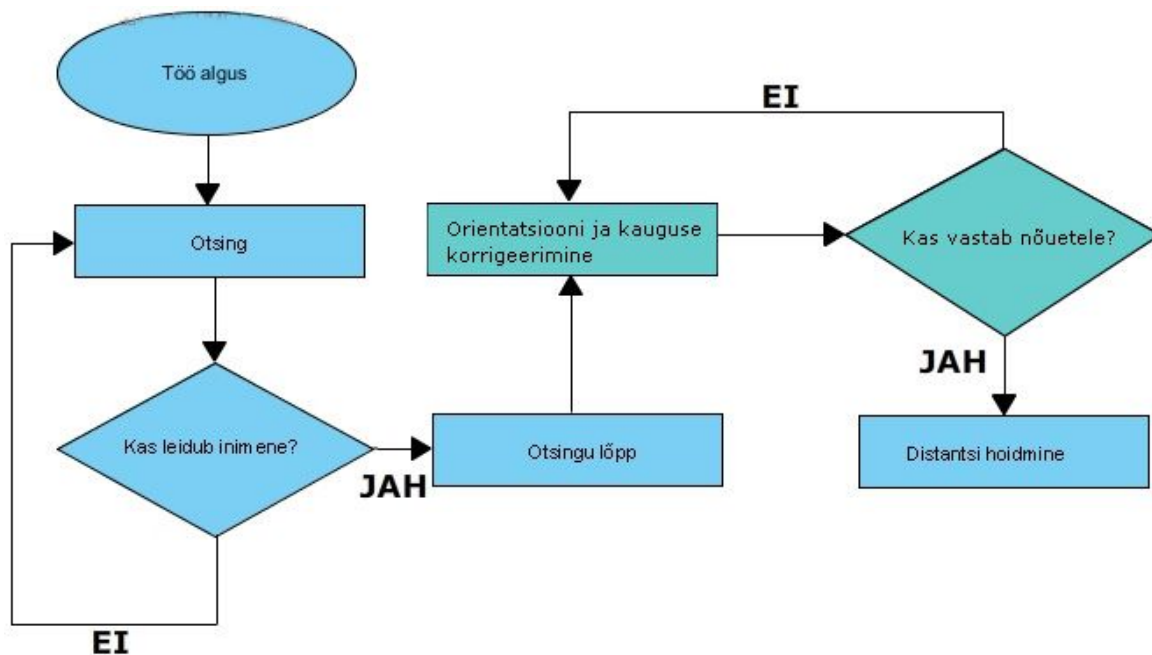 Töö algus
Otsing
Kas leidub inimene?
EI
JAH
Otsingu lõpp
Orientatsiooni ja kauguse
korrigeerimine
Kas vastab nõuetele?
EI
JAH
Distantsi hoidmine